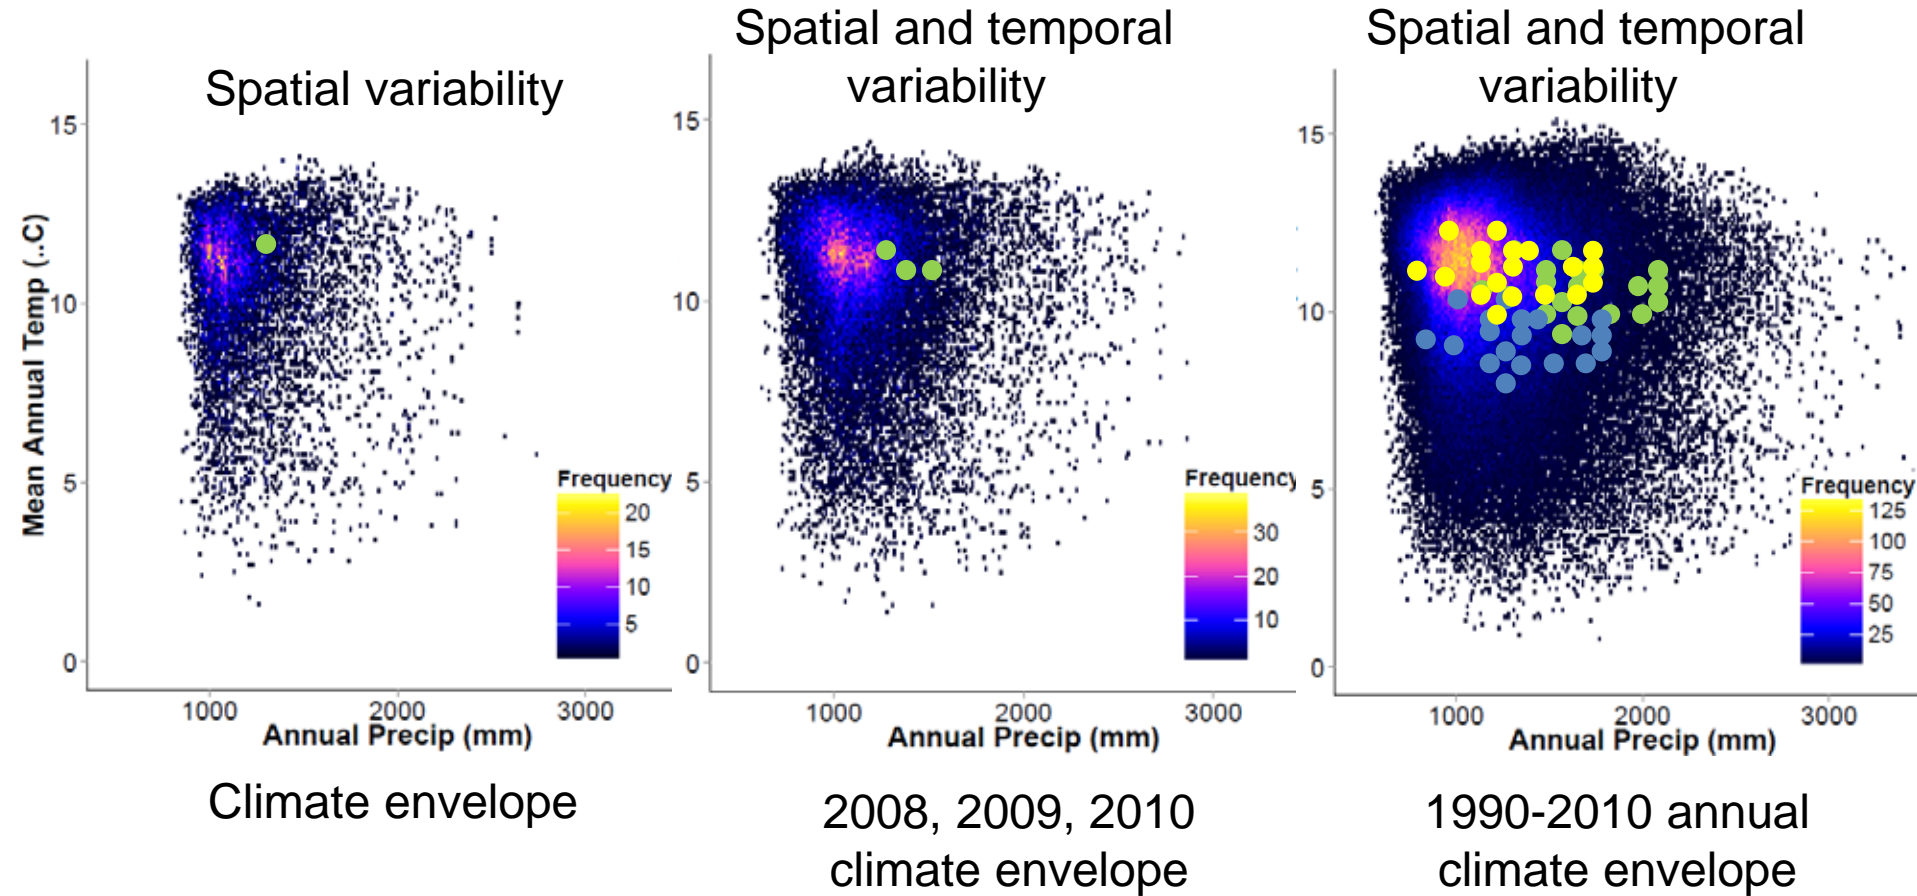 Spatial variability
15
10
5
0
Mean Annual Temp (..C)
1000
2000
3000
Annual Precip (mm)
Frequency
20
15
10
5
Climate envelope
Spatial and temporal
variability
15
10
5
0
1000
2000
3000
Annual Precip (mm)
Frequency
30
20
10
2008, 2009, 2010
climate envelope
Spatial and temporal
variability
15
10
5
0
1000
2000
3000
Annual Precip (mm)
Frequency
125
100
75
50
25
1990-2010 annual
climate envelope